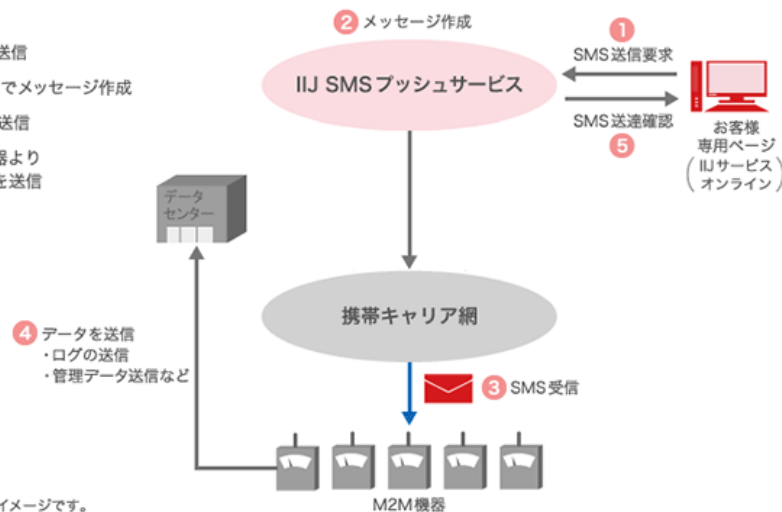 ② メッセージ作成
①
SMS送信要求
IIJ SMSプッシュサービス
SMS送達確認
⑤
お客様
専用ページ
(IIJサービス
オンライン)
送信
でメッセージ作成
送信
器より
を送信
データ
センター
携帯キャリア網
④ データを送信
・ログの送信
・管理データ送信など
③ SMS受信
M2M機器
イメージです。